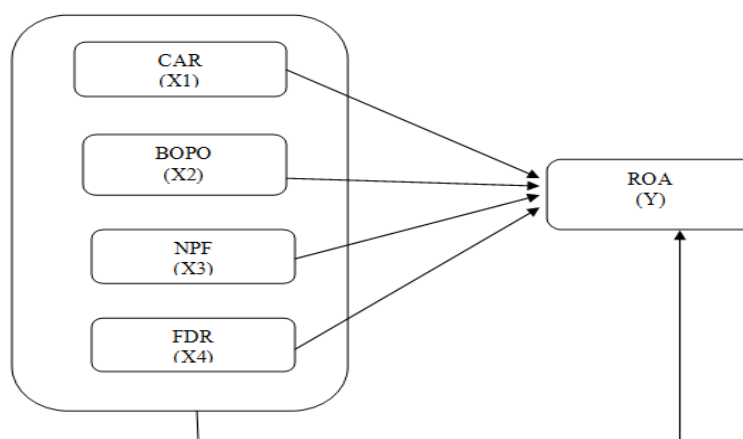 CAR
(X1)
BOPO
(X2)
NPF
(X3)
FDR
(X4)
ROA
(Y)